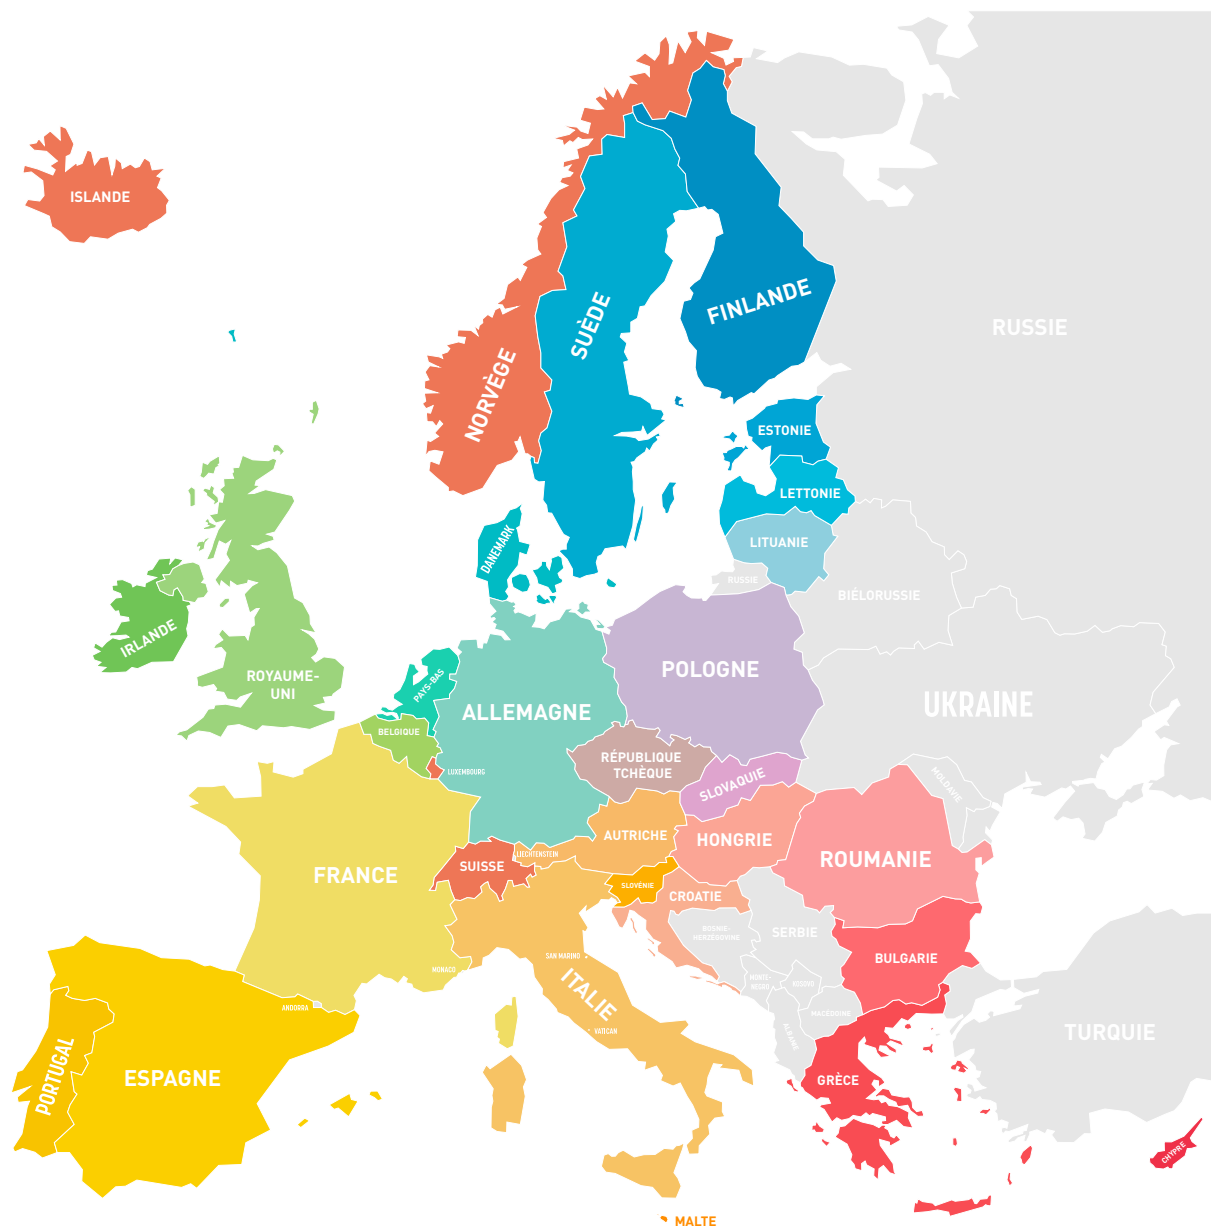 ISLANDE
RUSSIE
FINLANDE
SUÈDE
NORVÈGE
ESTONIE
LETTONIE
LITUANIE
DANEMARK
RUSSIE
BIÉLORUSSIE
IRLANDE
ROYAUME-
UNI
PAYS-BAS
POLOGNE
ALLEMAGNE
UKRAINE
BELGIQUE
LUXEMBOURG
RÉPUBLIQUE
TCHÈQUE
SLOVAQUIE
MOLDAVIE
AUTRICHE
HONGRIE
ROUMANIE
LIECHTENSTEIN
SUISSE
FRANCE
SLOVÉNIE
CROATIE
BOSNIE-
HERZÉGOVINE
SERBIE
SAN MARINO
BULGARIE
MONACO
ITALIE
MONTÉ-
NÉGRO
KOSOVO
ANDORRA
MACÉDOINE
VATICAN
ALBANIE
TURQUIE
PORTUGAL
ESPAGNE
GRÈCE
CHYPRE
MALTE